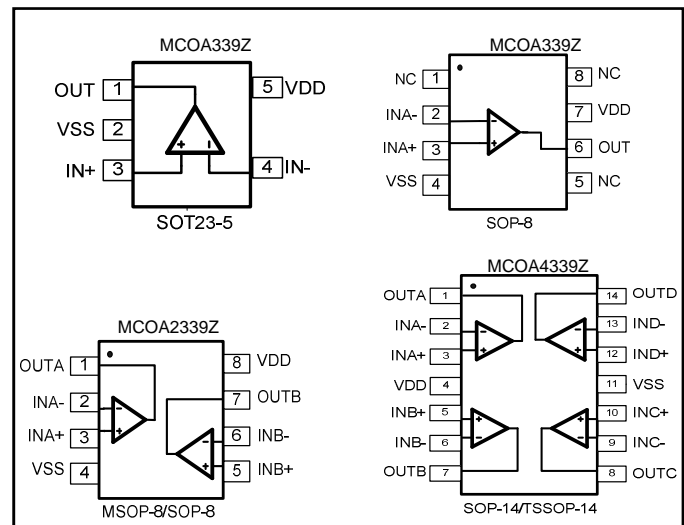 MCOA339Z
OUT 1 5 VDD
VSS 2
IN+ 3 4 IN-
+ -
SOT23-5
MCOA339Z
NC 1 8 NC
INA- 2 7 VDD
INA+ 3 6 OUT
VSS 4 5 NC
- +
SOP-8
MCOA2339Z
OUTA 1 8 VDD
INA- 2 7 OUTB
INA+ 3 6 INB-
VSS 4 5 INB+
- +
- +
MSOP-8/SOP-8
MCOA4339Z
OUTA 1 14 OUTD
INA- 2 13 IND-
INA+ 3 12 IND+
VDD 4 11 VSS
INB+ 5 10 INC+
INB- 6 9 INC-
OUTB 7 8 OUTC
- +
- +
+ -
+ -
SOP-14/TSSOP-14